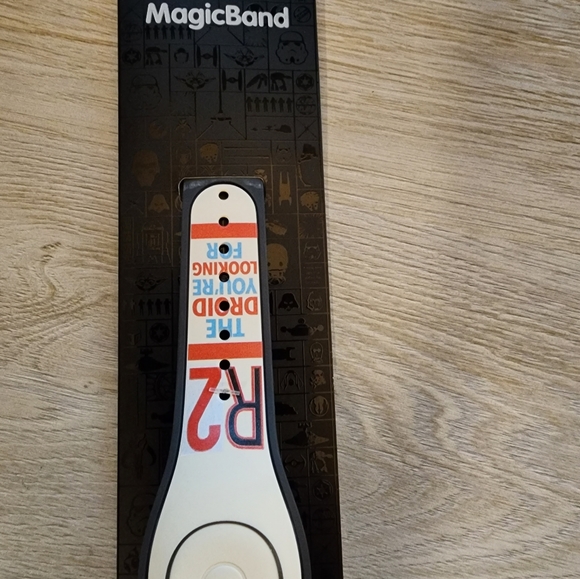 MagicBand
R2
THE
DROID
YOU'RE
LOOKING
FOR